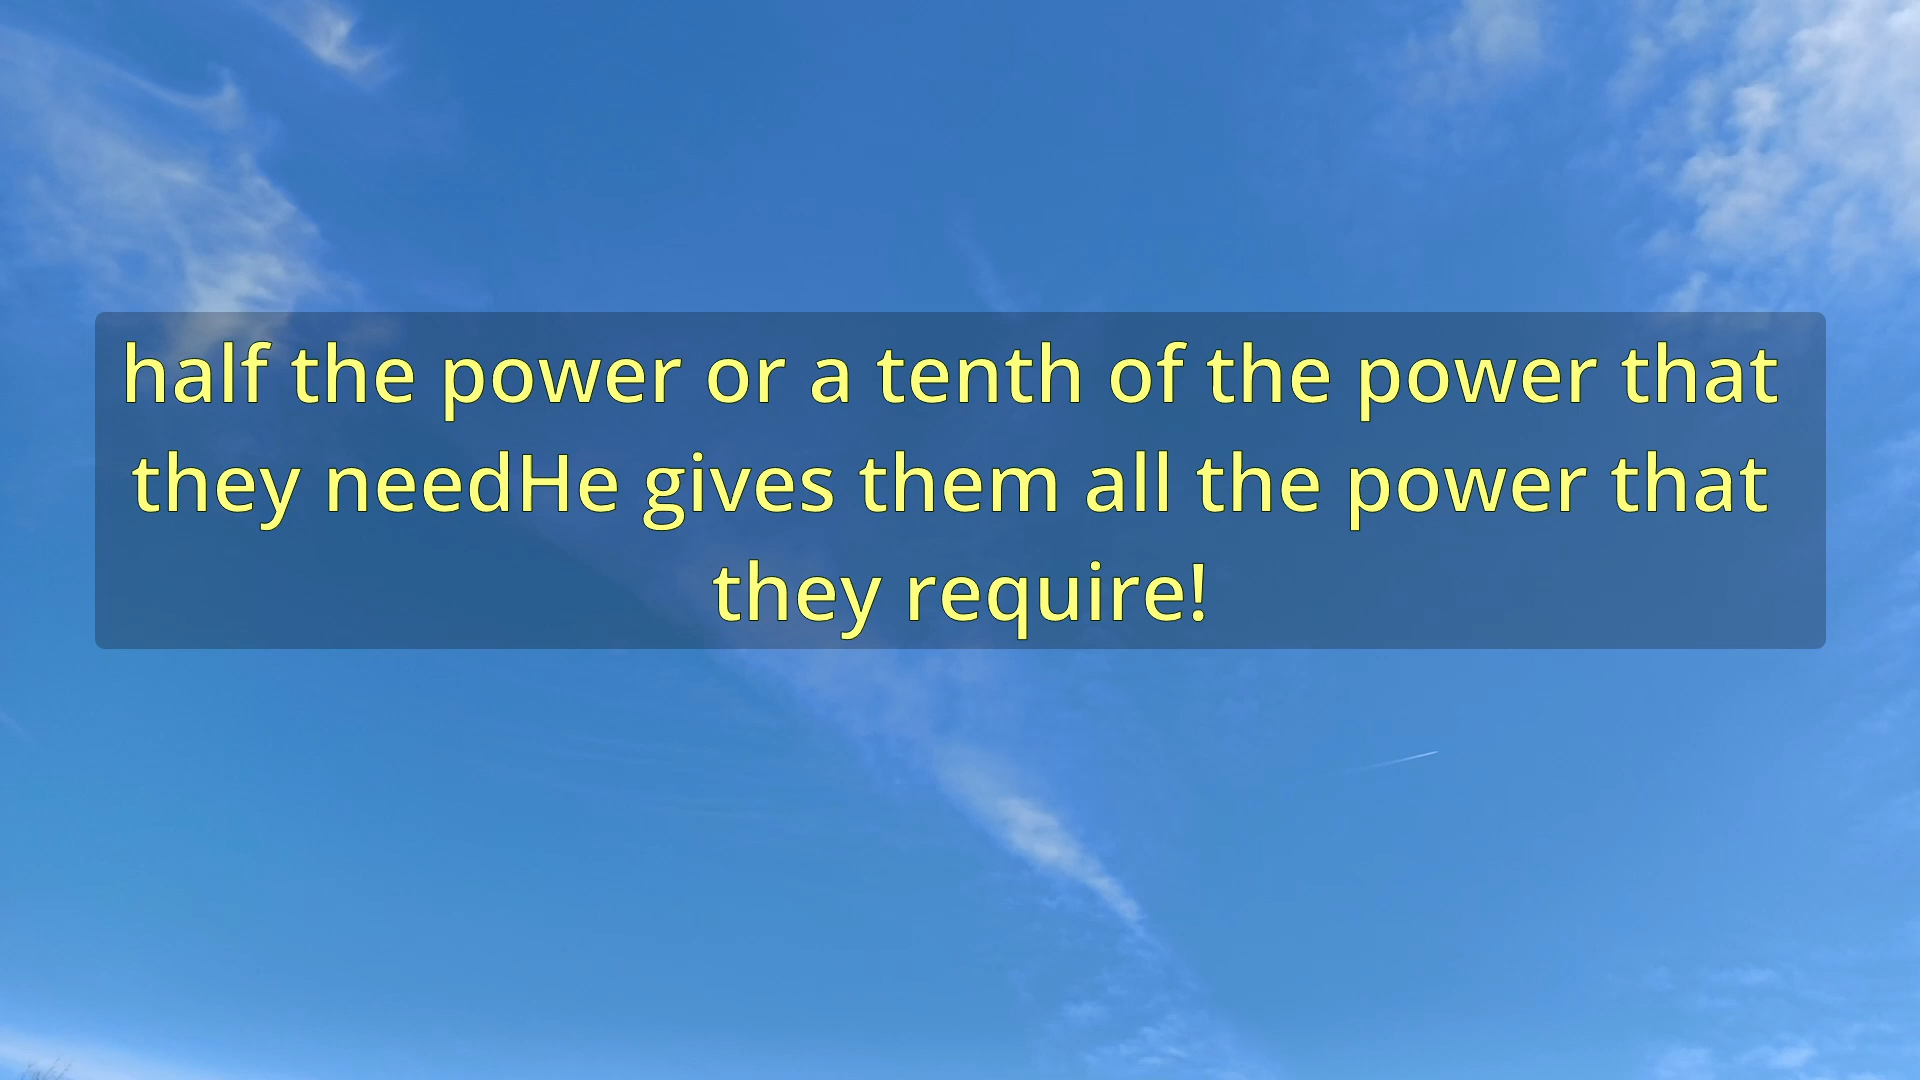 half the power or a tenth of the power that
they needHe gives them all the power that
they require!